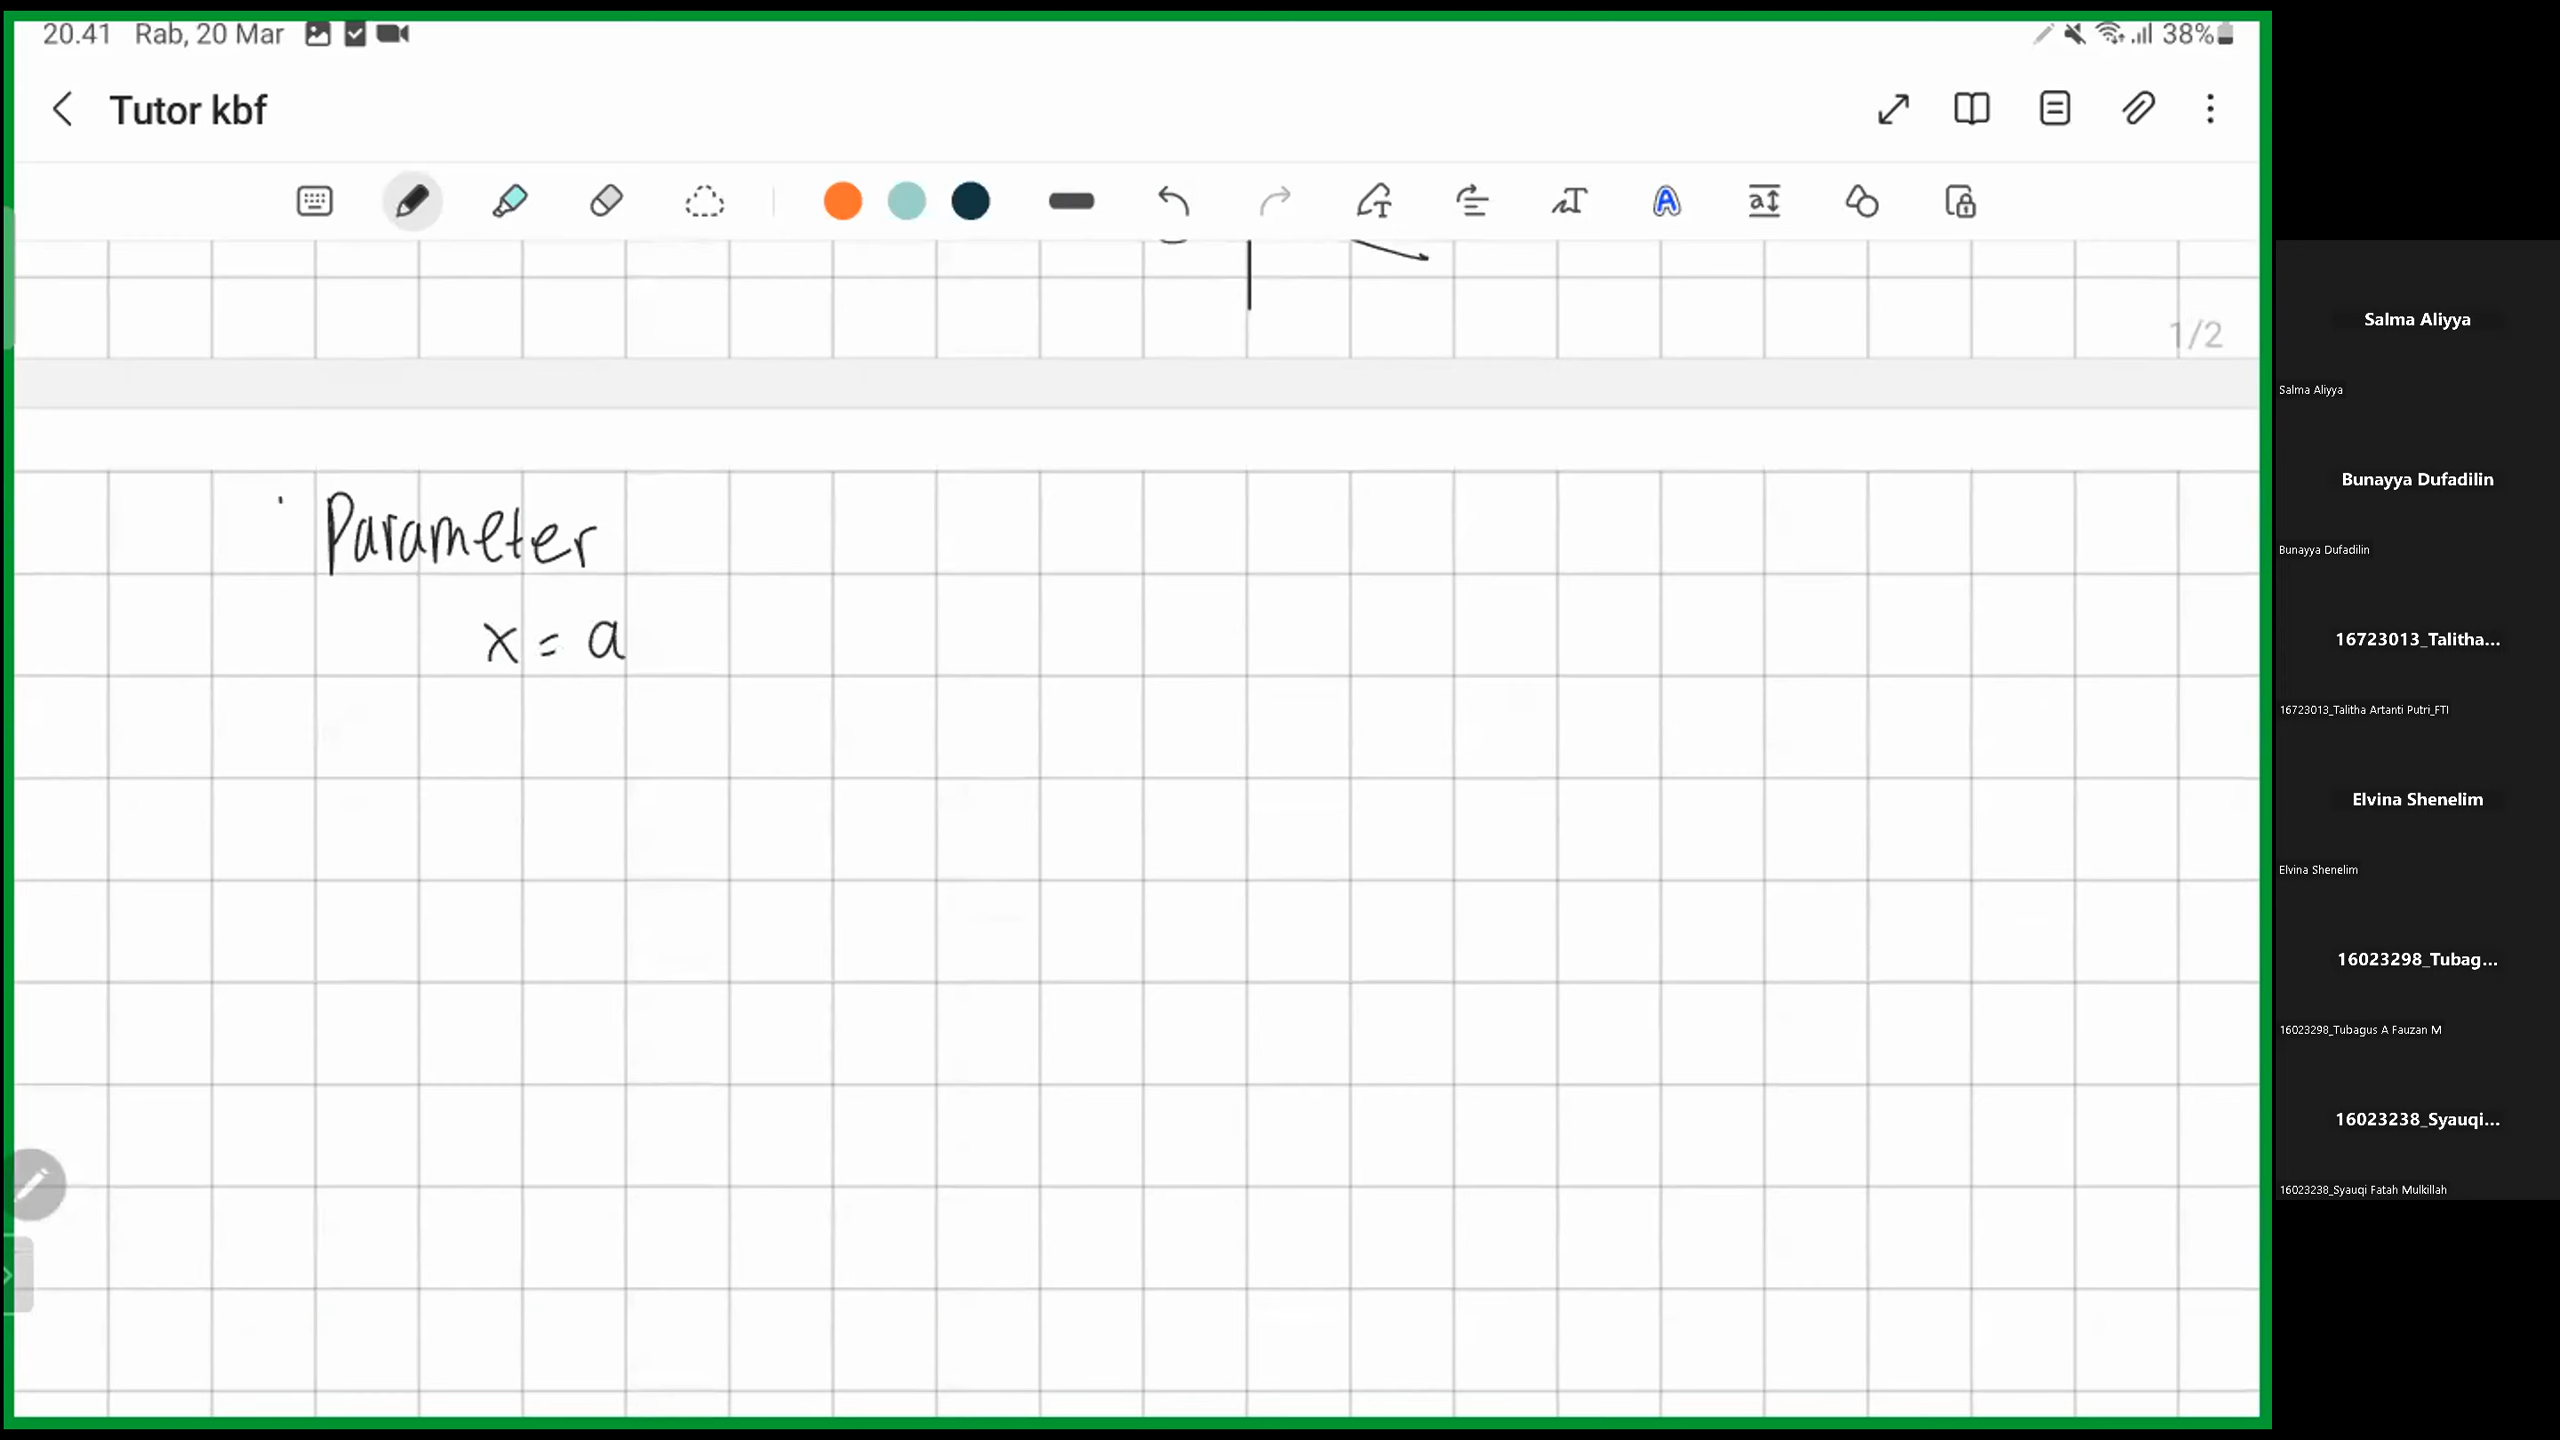 20.41 Rab, 20 Mar
38%
Tutor kbf
1/2
Parameter
x = a
Salma Aliyya
Salma Aliyya
Bunayya Dufadilin
Bunayya Dufadilin
16723013_Talitha...
16723013_Talitha Artanti Putri_FTI
Elvina Shenelim
Elvina Shenelim
16023298_Tubag...
16023298_Tubagus A Fauzan M
16023238_Syauqi...
16023238_Syauqi Fatah Mulkillah